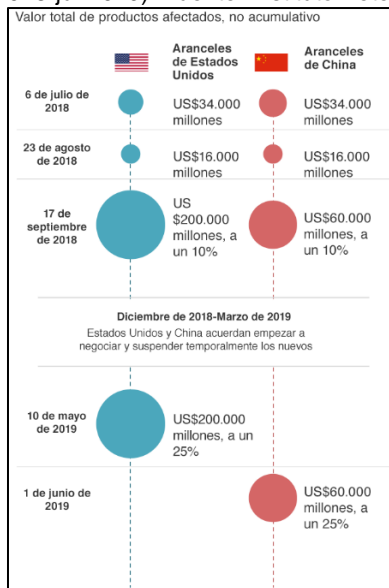 Valor total de productos afectados, no acumulativo
Aranceles
de Estados
Unidos
Aranceles
de China
6 de julio de
2018
US$34.000
millones
US$34.000
millones
23 de agosto
de 2018
US$16.000
millones
US$16.000
millones
17 de
septiembre
de 2018
US
$200.000
millones, a
un 10%
US$60.000
millones, a
un 10%
Diciembre de 2018-Marzo de 2019
Estados Unidos y China acuerdan empezar a
negociar y suspender temporalmente los nuevos
10 de mayo
de 2019
US$200.000
millones, a un
25%
1 de junio de
2019
US$60.000
millones, a
un 25%